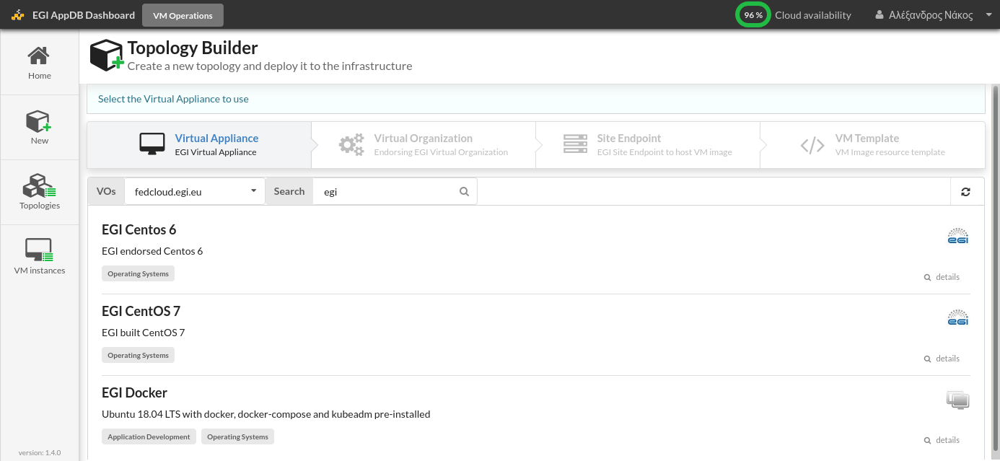 EGI AppDB Dashboard VM Operations 96 % Cloud availability Αλέξανδρος Νάκος
Home
New
Topologies
VM instances
version: 1.4.0
Topology Builder
Create a new topology and deploy it to the infrastructure
Select the Virtual Appliance to use
Virtual Appliance
EGI Virtual Appliance
Virtual Organization
Endorsing EGI Virtual Organization
Site Endpoint
EGI Site Endpoint to host VM image
VM Template
VM Image resource template
VOs fedcloud.egi.eu Search egi
EGI Centos 6
EGI endorsed Centos 6
Operating Systems
egi
details
EGI CentOS 7
EGI built CentOS 7
Operating Systems
egi
details
EGI Docker
Ubuntu 18.04 LTS with docker, docker-compose and kubeadm pre-installed
Application Development Operating Systems
details